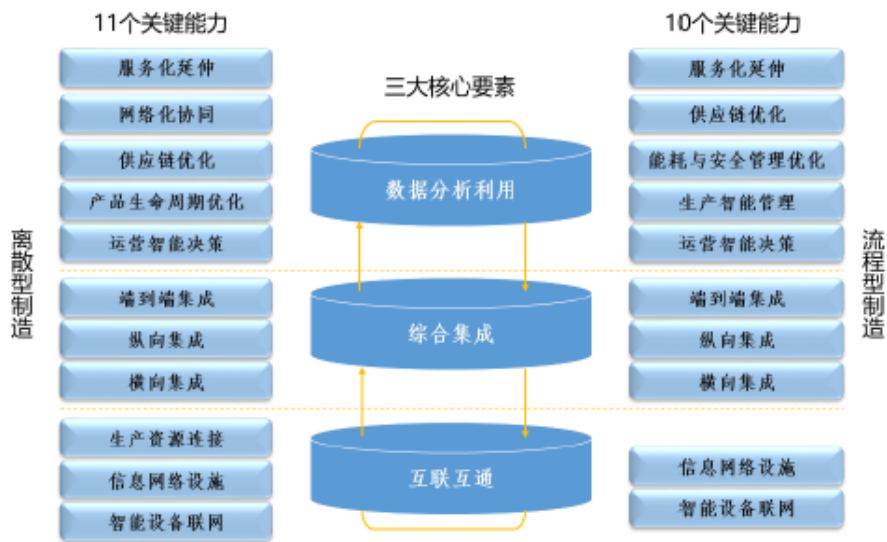 11个关键能力
服务化延伸
网络化协同
供应链优化
产品生命周期优化
运营智能决策
端到端集成
纵向集成
横向集成
生产资源连接
信息网络设施
智能设备联网
离散型制造
三大核心要素
数据分析利用
综合集成
互联互通
10个关键能力
服务化延伸
供应链优化
能耗与安全管理优化
生产智能管理
运营智能决策
端到端集成
纵向集成
横向集成
信息网络设施
智能设备联网
流程型制造